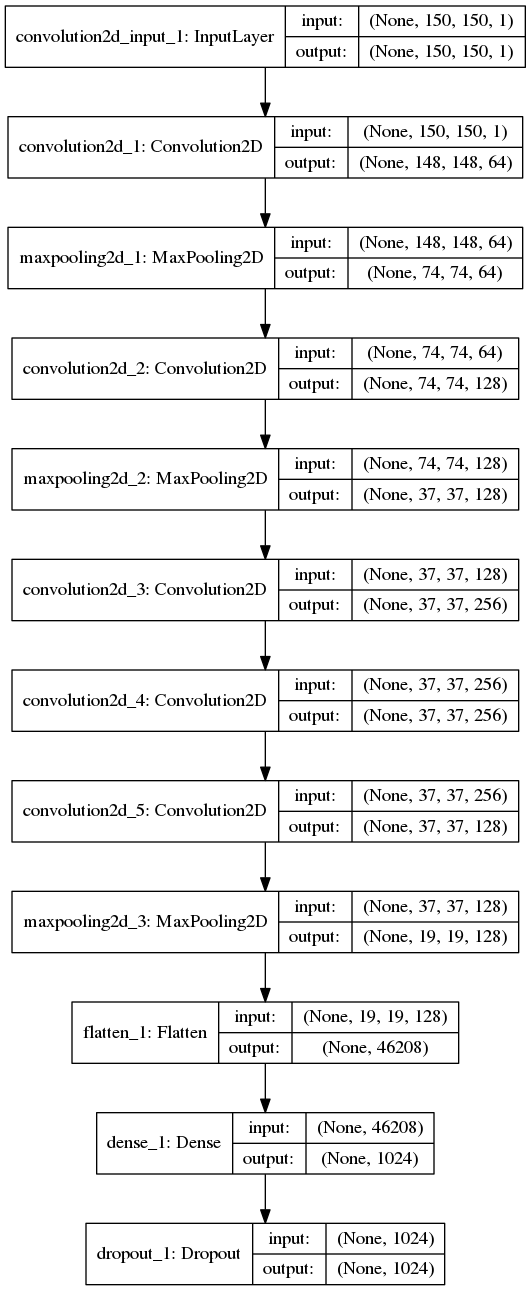 convolution2d_input_1: InputLayer
input: (None, 150, 150, 1)
output: (None, 150, 150, 1)
convolution2d_1: Convolution2D
input: (None, 150, 150, 1)
output: (None, 148, 148, 64)
maxpooling2d_1: MaxPooling2D
input: (None, 148, 148, 64)
output: (None, 74, 74, 64)
convolution2d_2: Convolution2D
input: (None, 74, 74, 64)
output: (None, 74, 74, 128)
maxpooling2d_2: MaxPooling2D
input: (None, 74, 74, 128)
output: (None, 37, 37, 128)
convolution2d_3: Convolution2D
input: (None, 37, 37, 128)
output: (None, 37, 37, 256)
convolution2d_4: Convolution2D
input: (None, 37, 37, 256)
output: (None, 37, 37, 256)
convolution2d_5: Convolution2D
input: (None, 37, 37, 256)
output: (None, 37, 37, 128)
maxpooling2d_3: MaxPooling2D
input: (None, 37, 37, 128)
output: (None, 19, 19, 128)
flatten_1: Flatten
input: (None, 19, 19, 128)
output: (None, 46208)
dense_1: Dense
input: (None, 46208)
output: (None, 1024)
dropout_1: Dropout
input: (None, 1024)
output: (None, 1024)